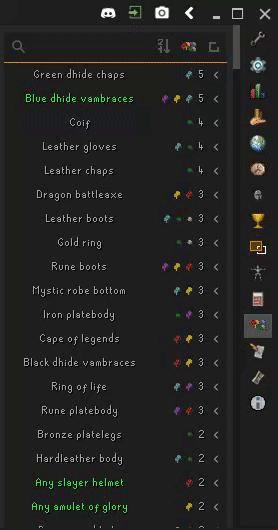 Green dhide chaps 5
Blue dhide vambraces 5
Coif 4
Leather gloves 4
Leather chaps 4
Dragon battleaxe 3
Leather boots 3
Gold ring 3
Rune boots 3
Mystic robe bottom 3
Iron platebody 3
Cape of legends 3
Black dhide vambraces 3
Ring of life 3
Rune platebody 3
Bronze platelegs 2
Hardleather body 2
Any slayer helmet 2
Any amulet of glory 2